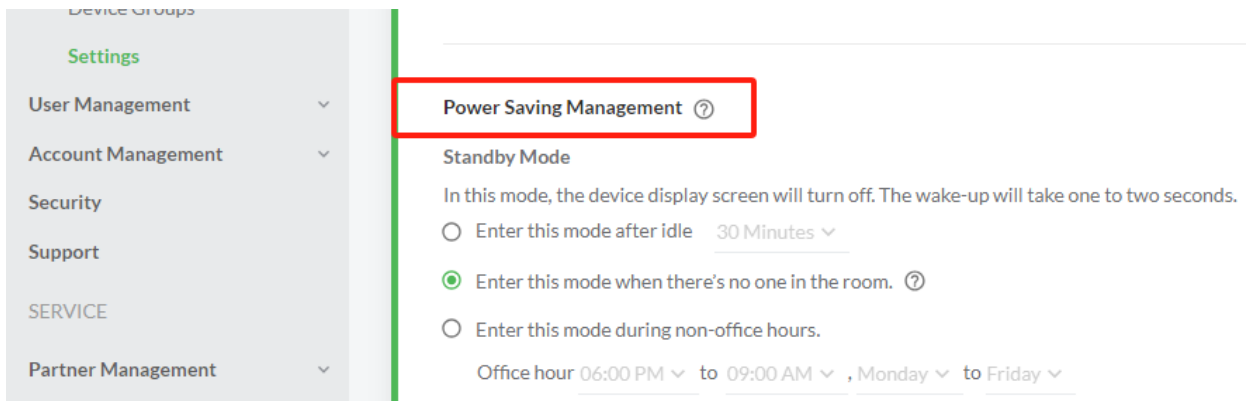 Device Groups
Settings
User Management
Account Management
Security
Support
SERVICE
Partner Management
Power Saving Management
Standby Mode
In this mode, the device display screen will turn off. The wake-up will take one to two seconds.
Enter this mode after idle 30 Minutes
Enter this mode when there's no one in the room.
Enter this mode during non-office hours.
Office hour 06:00 PM to 09:00 AM , Monday to Friday